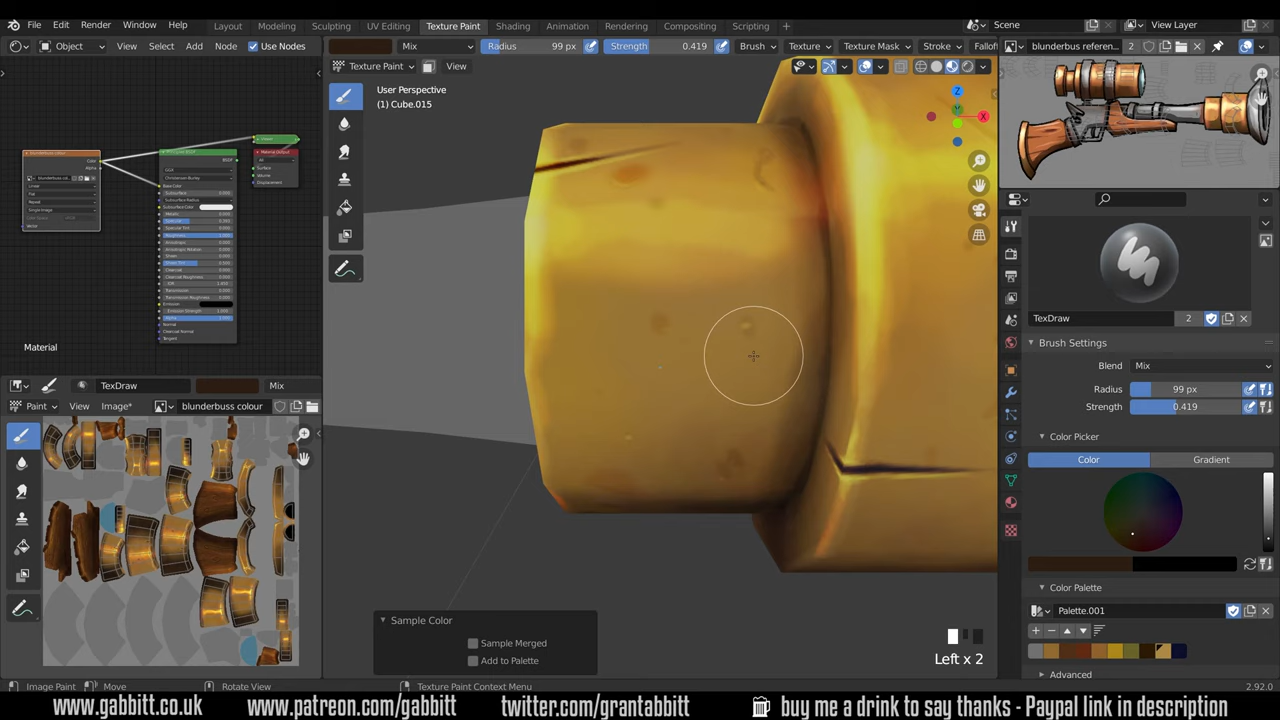 File Edit Render Window Help
Layout Modeling Sculpting UV Editing Texture Paint Shading Animation Rendering Compositing Scripting +
Scene View Layer
Object View Select Add Node Use Nodes
Mix Radius 99 px Strength 0.419 Brush Texture Texture Mask Stroke Falloff
blunderbus referen... 2
Texture Paint View
User Perspective
(1) Cube.015
Z
Y
X
Material
TexDraw Mix
Paint View Image* blunderbuss colour
TexDraw 2
Brush Settings
Blend Mix
Radius 99 px
Strength 0.419
Color Picker
Color Gradient
Color Palette
Palette.001
Advanced
Sample Color
Sample Merged
Add to Palette
Left x 2
Image Paint Move Rotate View Texture Paint Context Menu 2.92.0
www.gabbitt.co.uk www.patreon.com/gabbitt twitter.com/grantabbitt buy me a drink to say thanks - Paypal link in description